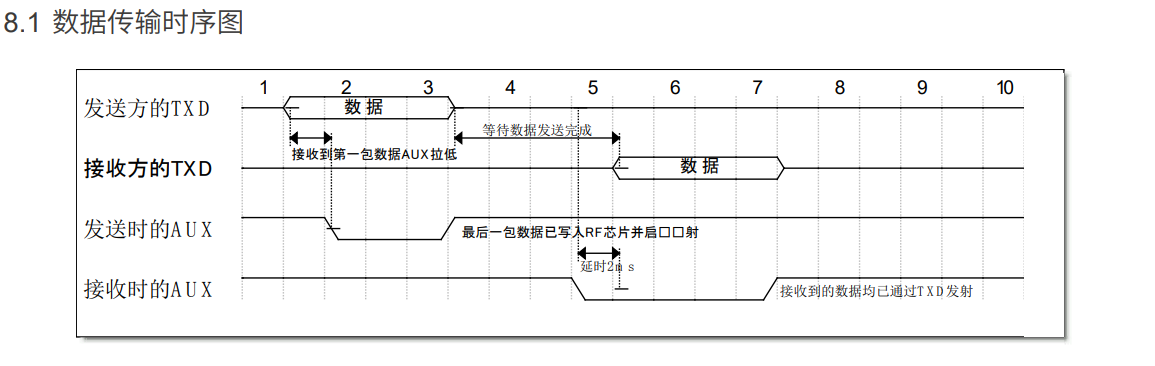 8.1 数据传输时序图
1 2 3 4 5 6 7 8 9 10
发送方的TXD 数据
等待数据发送完成
接收到第一包数据AUX拉低
接收方的TXD 数据
发送时的AUX
最后一包数据已写入RF芯片并启口口射
延时2ms
接收时的AUX
接收到的数据均已通过TXD发射